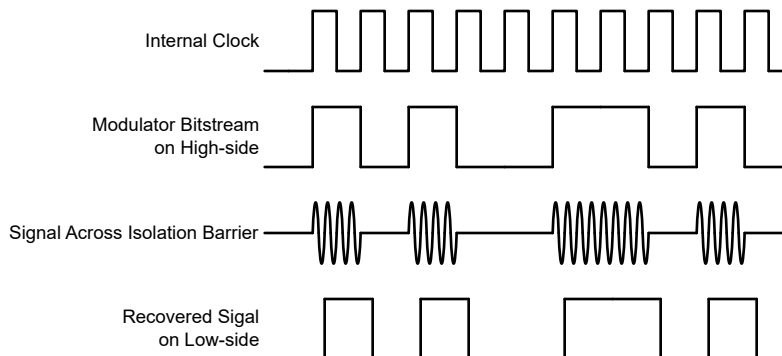 Internal Clock
Modulator Bitstream
on High-side
Signal Across Isolation Barrier
Recovered Sigal
on Low-side